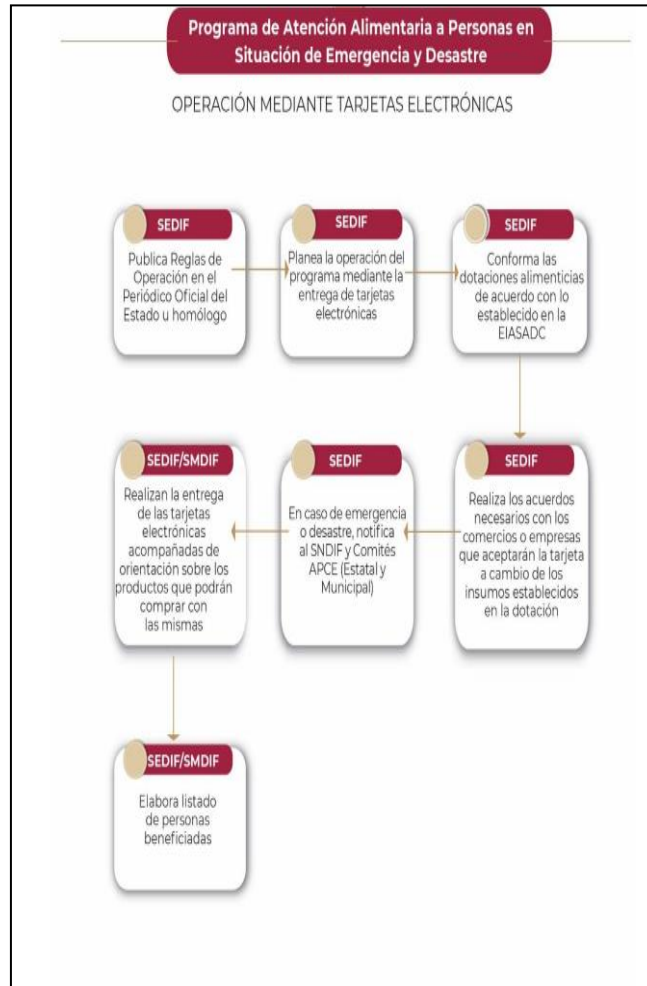 Programa de Atención Alimentaria a Personas en
Situación de Emergencia y Desastre
OPERACIÓN MEDIANTE TARJETAS ELECTRÓNICAS
SEDIF
Publica Reglas de
Operación en el
Periódico Oficial del
Estado u homólogo
SEDIF
Planea la operación del
programa mediante la
entrega de tarjetas
electrónicas
SEDIF
Conforma las
dotaciones alimenticias
de acuerdo con lo
establecido en la
EIASADC
SEDIF
Realiza los acuerdos
necesarios con los
comercios o empresas
que aceptarán la tarjeta
a cambio de los
insumos establecidos
en la dotación
SEDIF
En caso de emergencia
o desastre, notifica
al SNDIF y Comités
APCE (Estatal y
Municipal)
SEDIF/SMDIF
Realizan la entrega
de las tarjetas
electrónicas
acompañadas de
orientación sobre los
productos que podrán
comprar con
las mismas
SEDIF/SMDIF
Elabora listado
de personas
beneficiadas